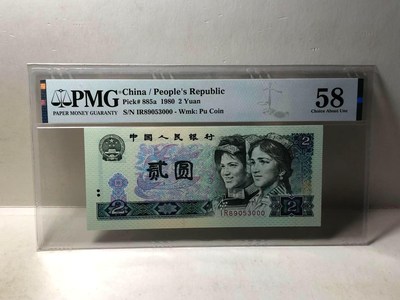 PMG
PAPER MONEY GUARANTY
China / People's Republic
Pick# 885a 1980 2 Yuan
S/N IR89053000 - Wmk: Pu Coin
58
Choice About Unc
中国人民银行
2
贰圆
2
IR89053000
2